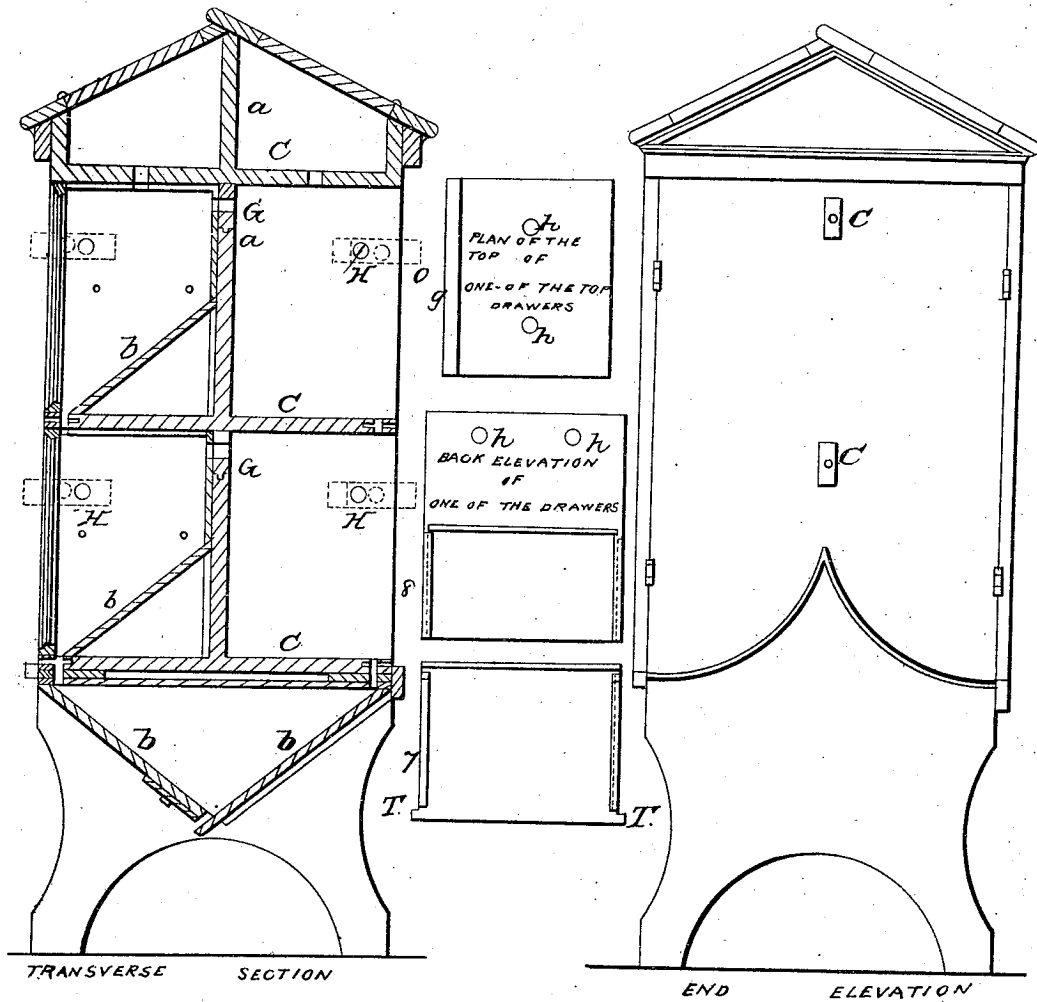 a
C
G
a
H
O
b
C
G
H
H
b
C
b
b
h
PLAN OF THE
TOP OF
ONE OF THE TOP
DRAWERS
g
h
h
h
BACK ELEVATION
OF
ONE OF THE DRAWERS
8
7
T.
T.
C
C
TRANSVERSE SECTION
END ELEVATION